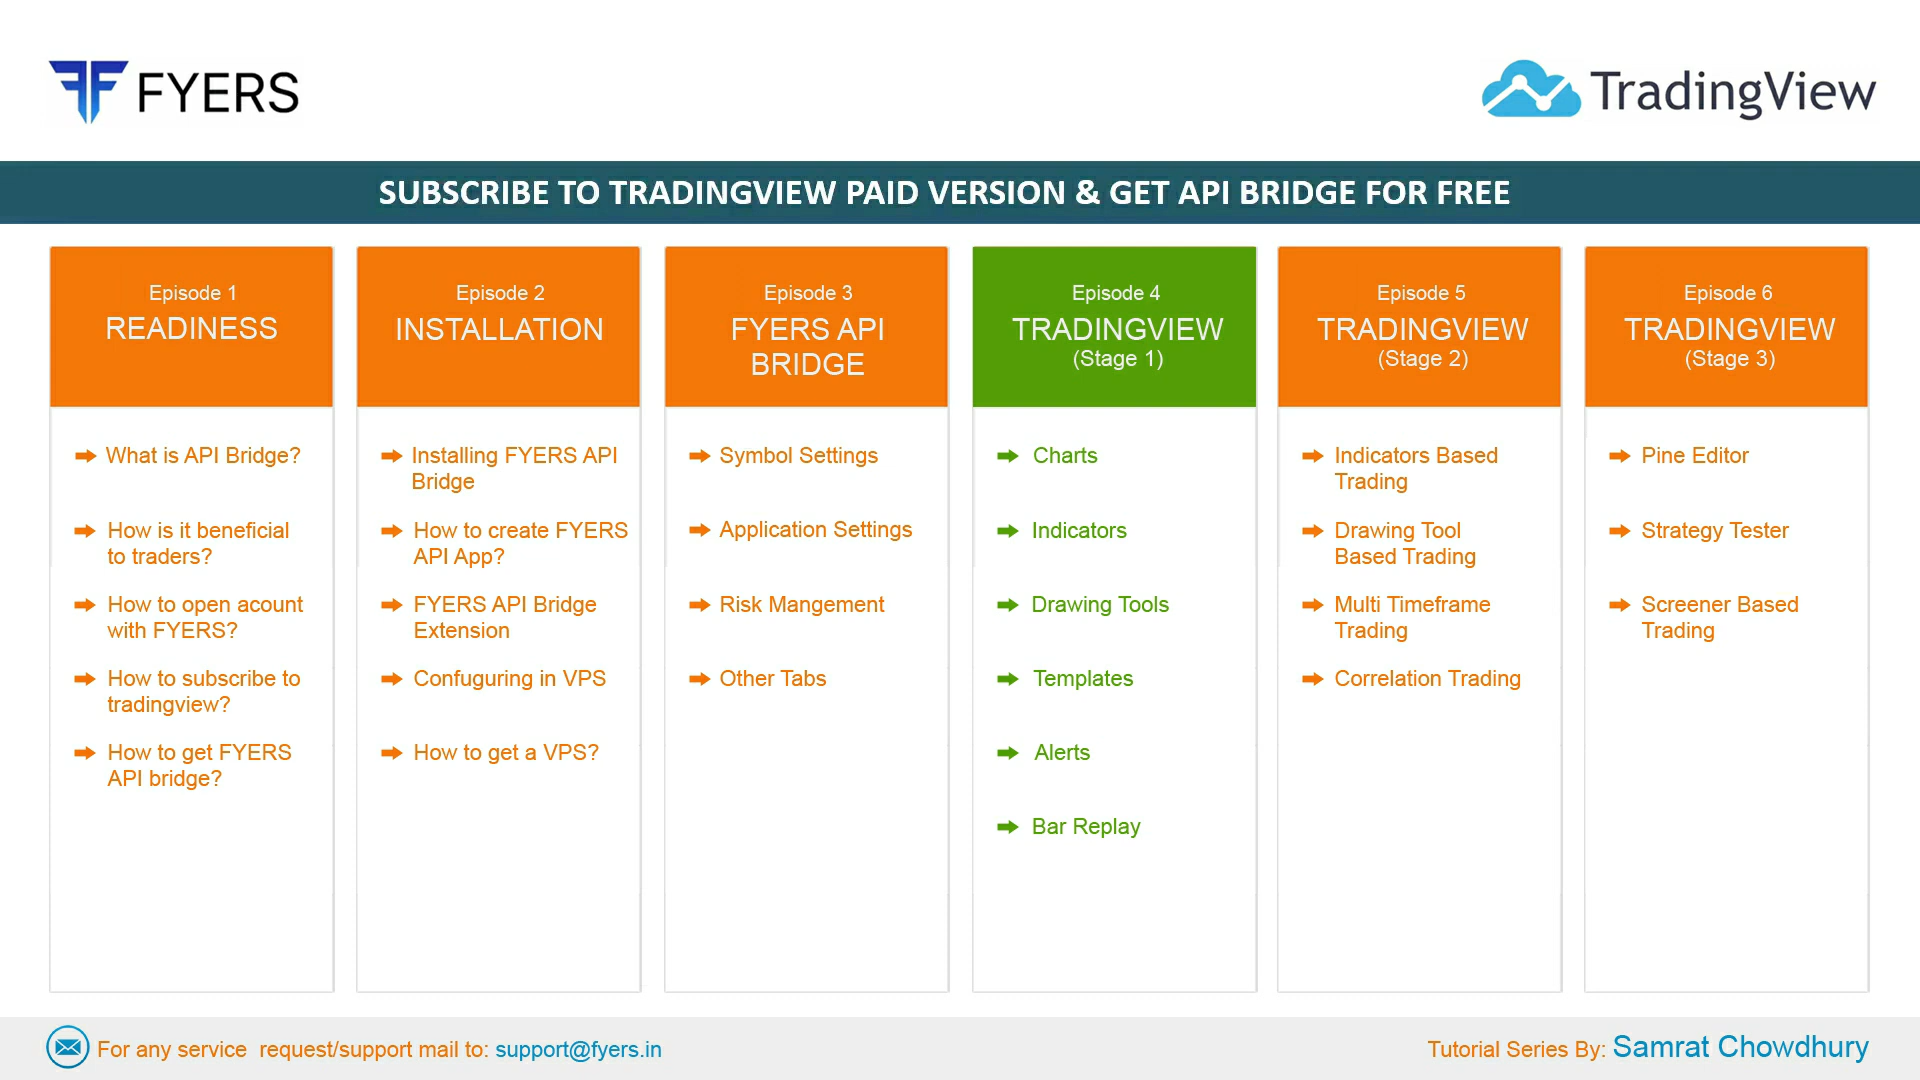 FYERS
TradingView
SUBSCRIBE TO TRADINGVIEW PAID VERSION & GET API BRIDGE FOR FREE
Episode 1
READINESS
What is API Bridge?
How is it beneficial
to traders?
How to open acount
with FYERS?
How to subscribe to
tradingview?
How to get FYERS
API bridge?
Episode 2
INSTALLATION
Installing FYERS API
Bridge
How to create FYERS
API App?
FYERS API Bridge
Extension
Confuguring in VPS
How to get a VPS?
Episode 3
FYERS API
BRIDGE
Symbol Settings
Application Settings
Risk Mangement
Other Tabs
Episode 4
TRADINGVIEW
(Stage 1)
Charts
Indicators
Drawing Tools
Templates
Alerts
Bar Replay
Episode 5
TRADINGVIEW
(Stage 2)
Indicators Based
Trading
Drawing Tool
Based Trading
Multi Timeframe
Trading
Correlation Trading
Episode 6
TRADINGVIEW
(Stage 3)
Pine Editor
Strategy Tester
Screener Based
Trading
For any service request/support mail to: support@fyers.in
Tutorial Series By: Samrat Chowdhury